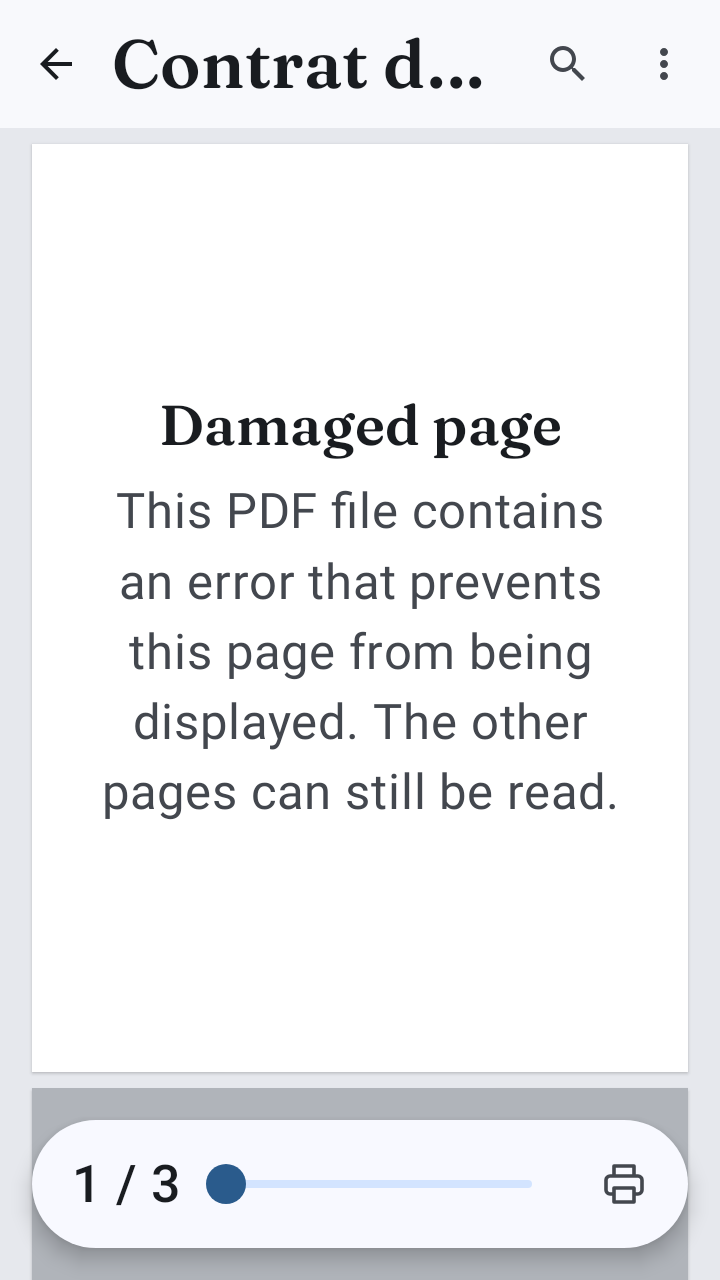 Contrat d...
Damaged page
This PDF file contains
an error that prevents
this page from being
displayed. The other
pages can still be read.
1 / 3